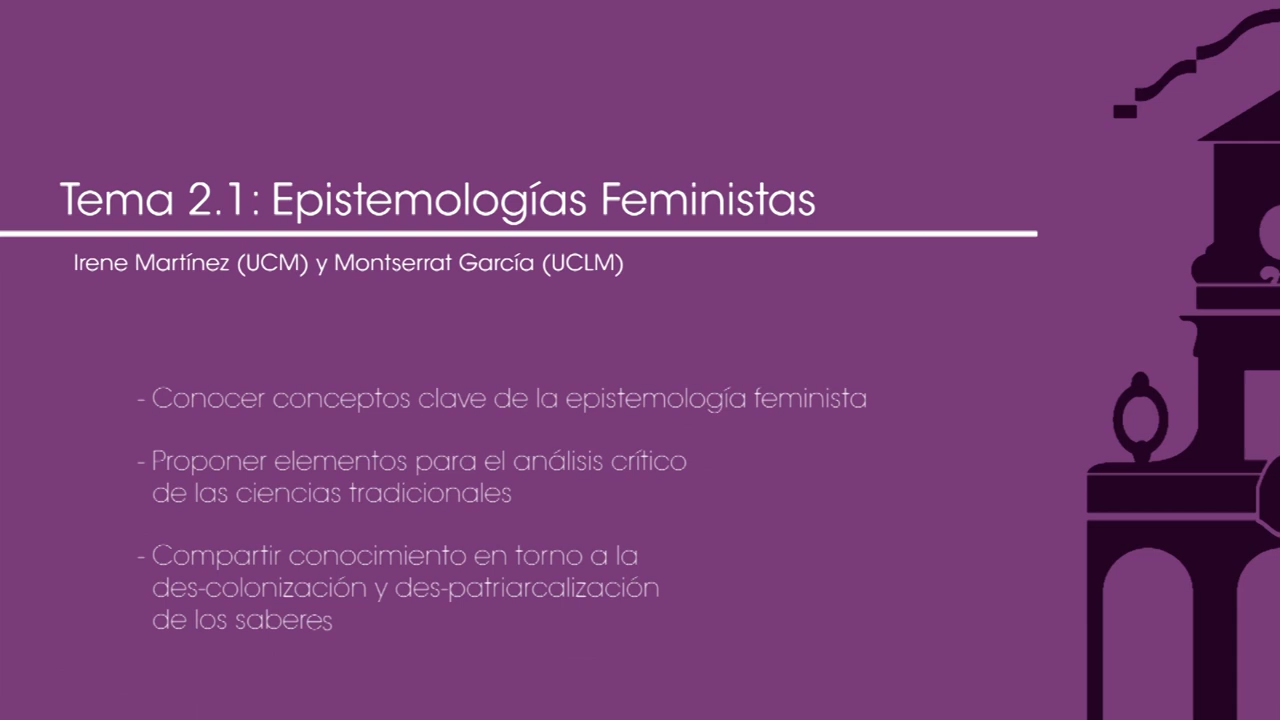 Tema 2.1: Epistemologías Feministas
Irene Martínez (UCM) y Montserrat García (UCLM)
- Conocer conceptos clave de la epistemología feminista
- Proponer elementos para el análisis crítico
de las ciencias tradicionales
- Compartir conocimiento en torno a la
des-colonización y des-patriarcalización
de los saberes